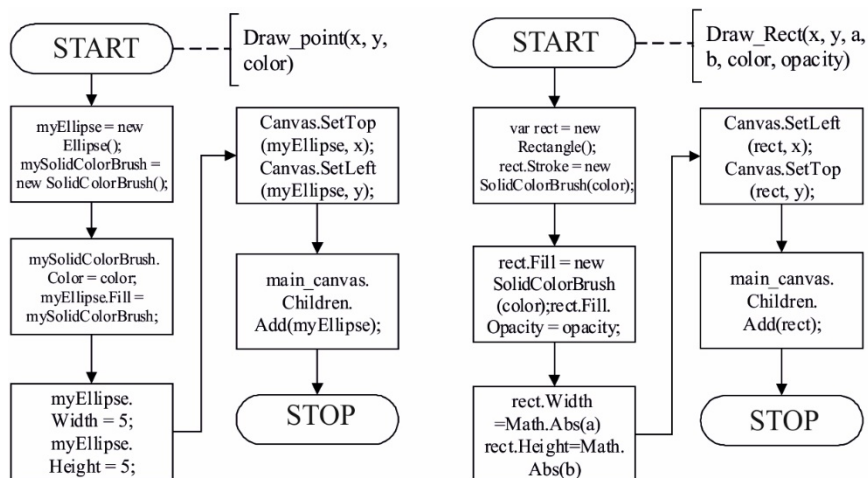 START
Draw_point(x, y,
color)
myEllipse = new
Ellipse();
mySolidColorBrush =
new SolidColorBrush();
mySolidColorBrush.
Color = color;
myEllipse.Fill =
mySolidColorBrush;
myEllipse.
Width = 5;
myEllipse.
Height = 5;
Canvas.SetTop
(myEllipse, x);
Canvas.SetLeft
(myEllipse, y);
main_canvas.
Children.
Add(myEllipse);
STOP
START
Draw_Rect(x, y, a,
b, color, opacity)
var rect = new
Rectangle();
rect.Stroke = new
SolidColorBrush(color);
rect.Fill = new
SolidColorBrush
(color);rect.Fill.
Opacity = opacity;
rect.Width
=Math.Abs(a)
rect.Height=Math.
Abs(b)
Canvas.SetLeft
(rect, x);
Canvas.SetTop
(rect, y);
main_canvas.
Children.
Add(rect);
STOP